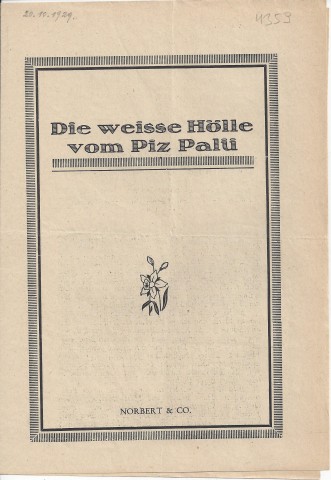 20.11.1929.
4353
Die weisse Hölle
vom Piz Palü
NORBERT & CO.